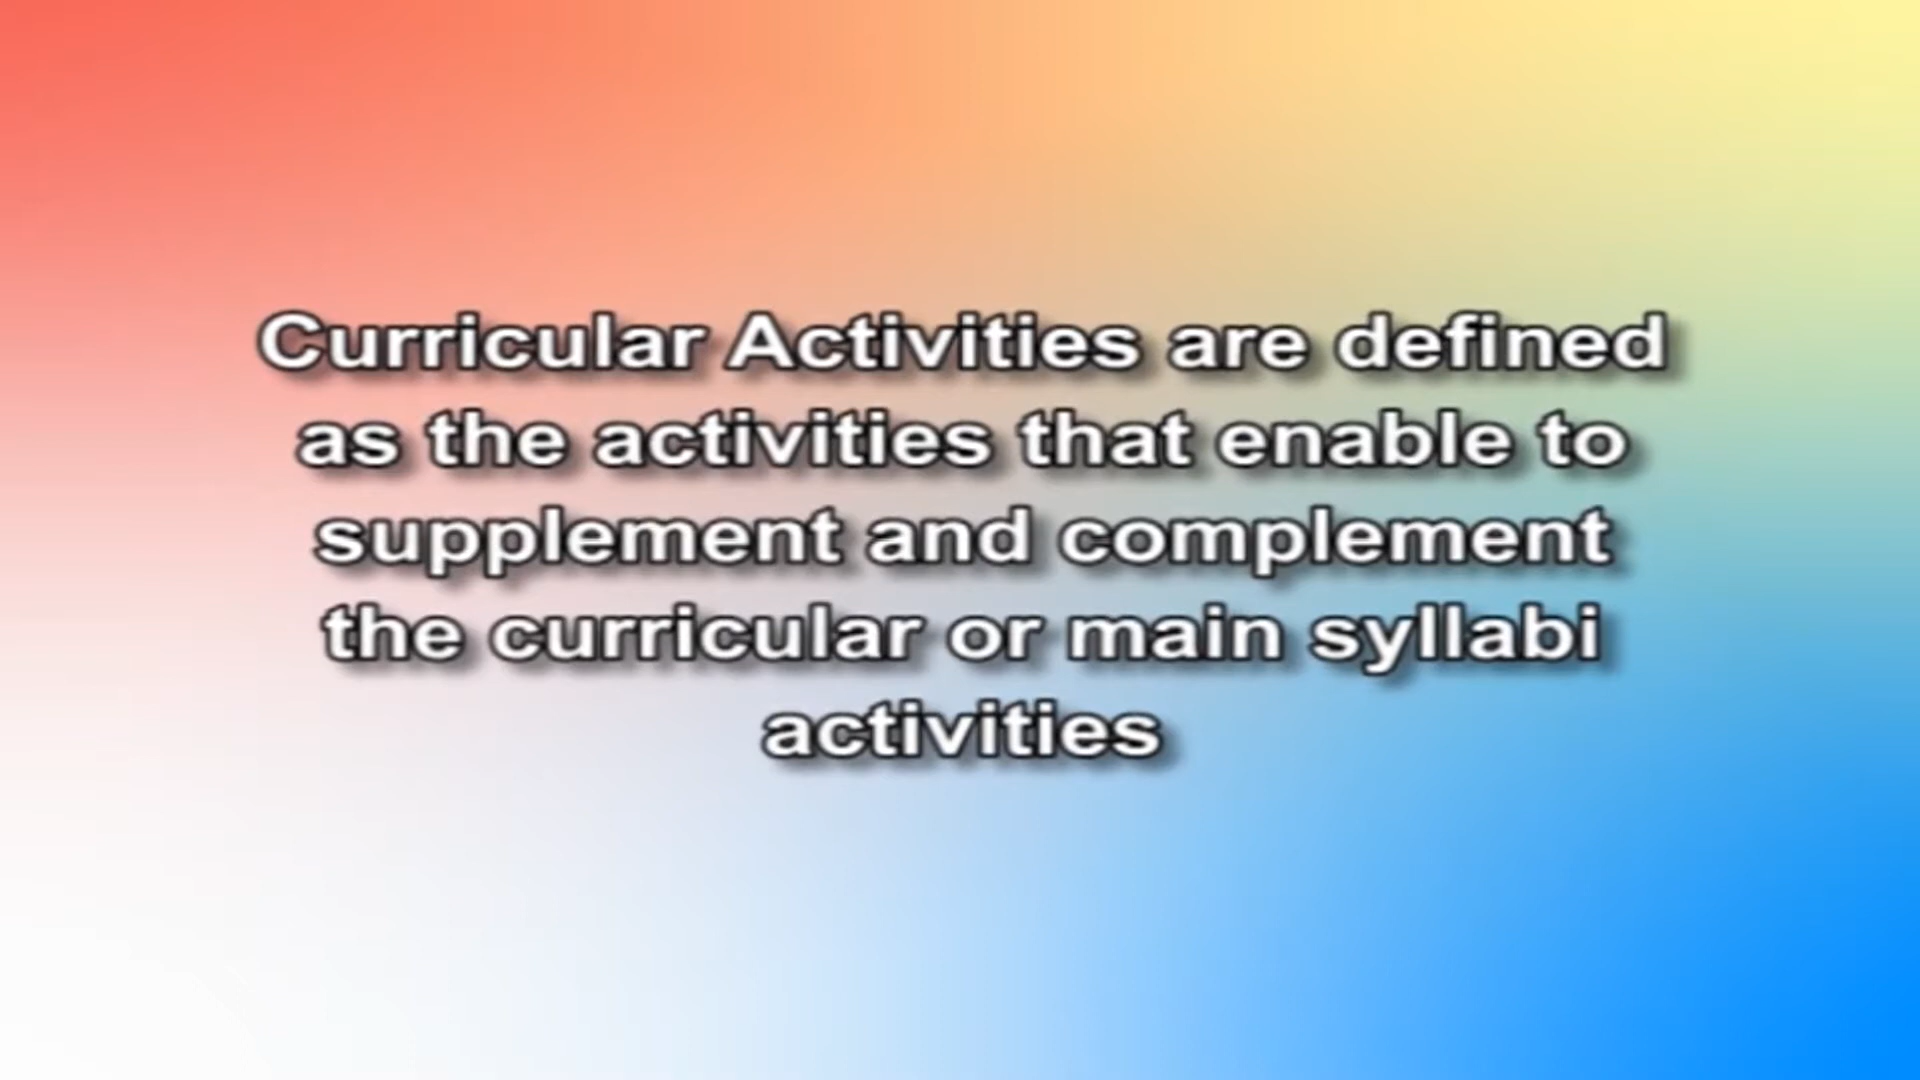 Curricular Activities are defined
as the activities that enable to
supplement and complement
the curricular or main syllabi
activities